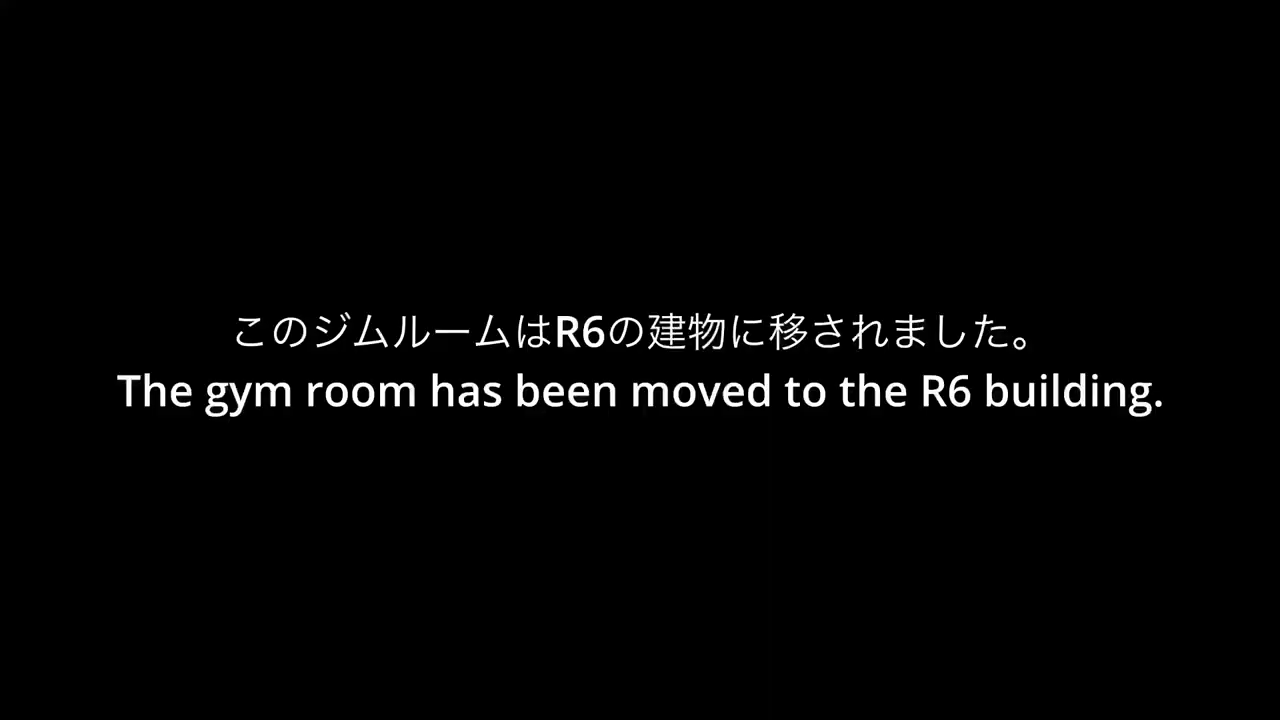 このジムルームはR6の建物に移されました。
The gym room has been moved to the R6 building.